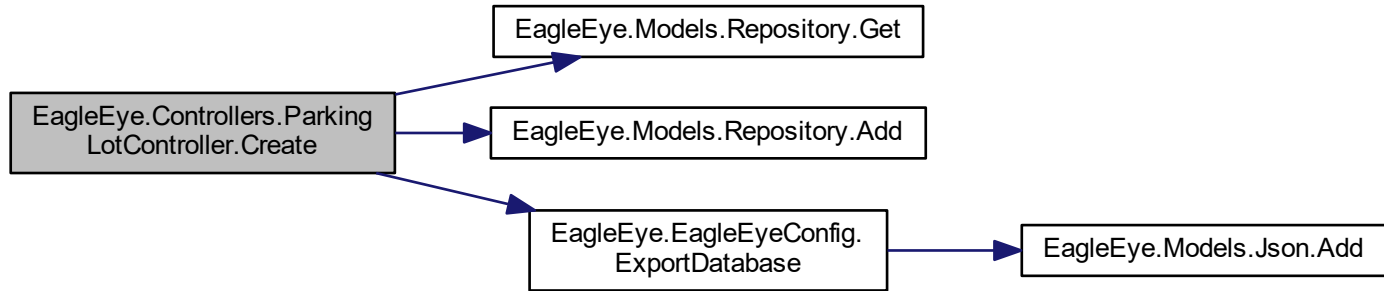 EagleEye.Models.Repository.Get
EagleEye.Controllers.Parking
LotController.Create
EagleEye.Models.Repository.Add
EagleEye.EagleEyeConfig.
ExportDatabase
EagleEye.Models.Json.Add